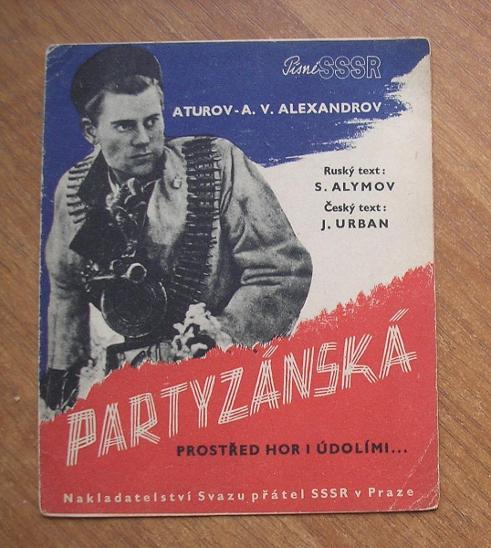 Písně SSSR
ATUROV - A. V. ALEXANDROV
Ruský text:
S. ALYMOV
Český text:
J. URBAN
PARTYZÁNSKÁ
PROSTŘED HOR I ÚDOLÍMI...
Nakladatelství Svazu přátel SSSR v Praze